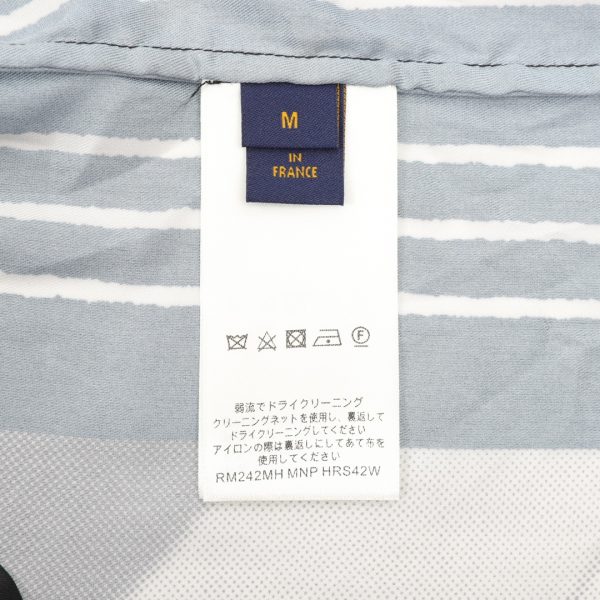 M
IN
FRANCE
弱流でドライクリーニング
クリーニングネットを使用し、裏返して
ドライクリーニングしてください
アイロンの際は裏返しにしてあて布を
使用してください
RM242MH MNP HRS42W